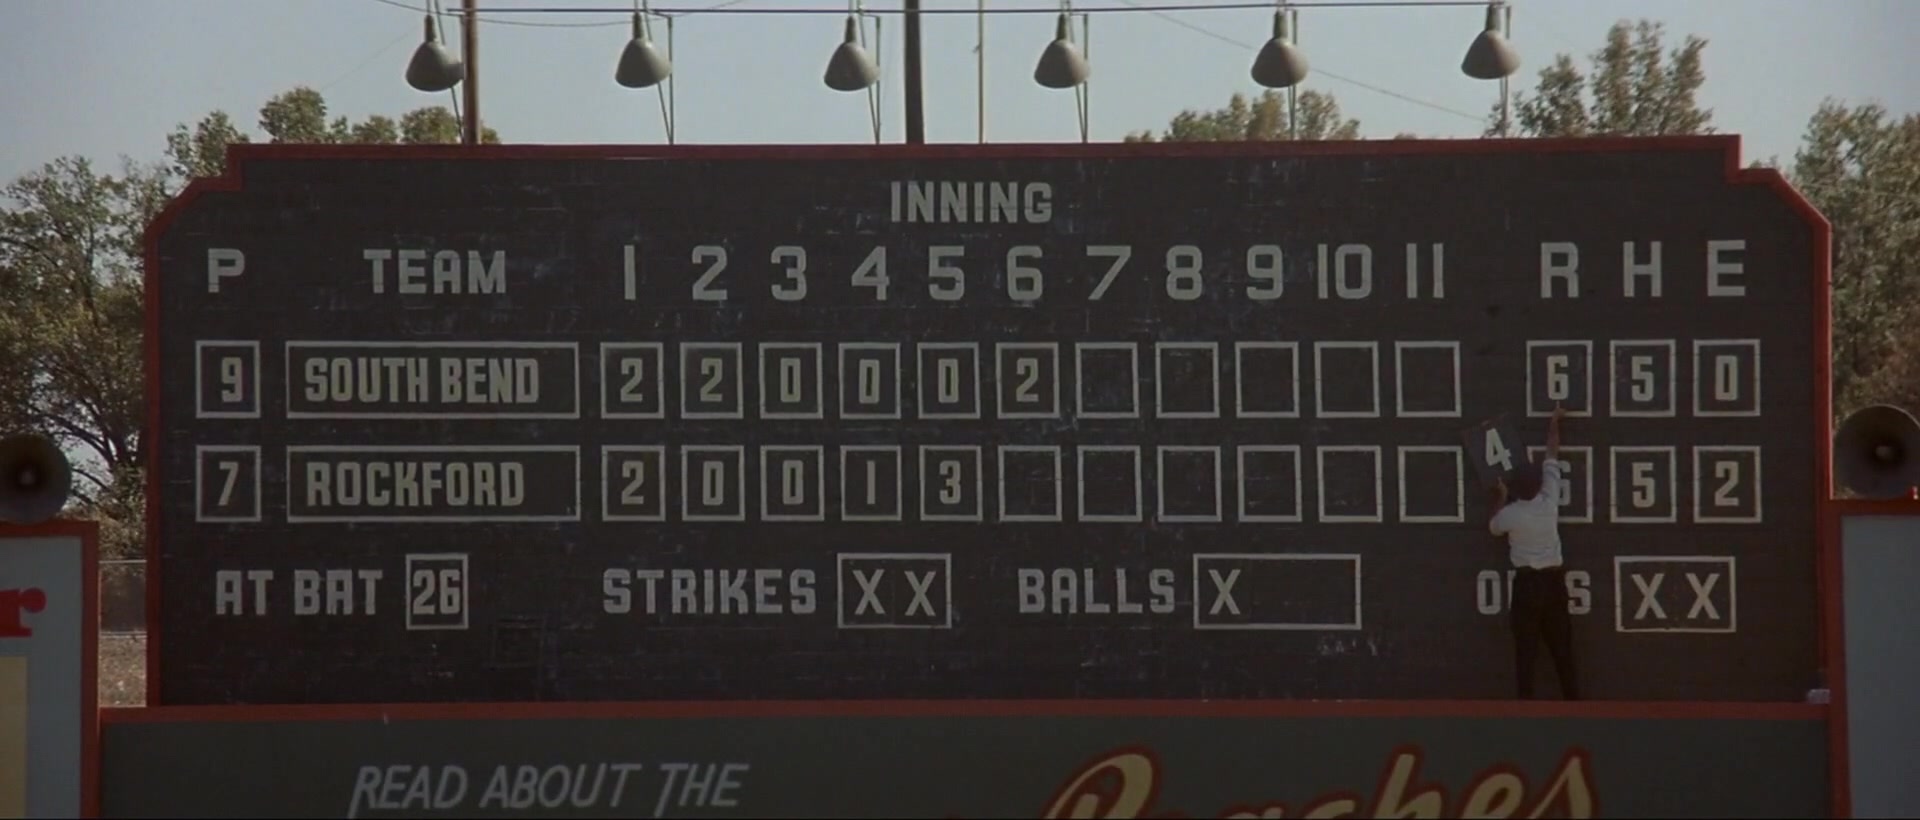 INNING
P TEAM 1 2 3 4 5 6 7 8 9 10 11 R H E
9 SOUTH BEND 2 2 0 0 0 2 6 5 0
4
7 ROCKFORD 2 0 0 1 3 5 2
AT BAT 26 STRIKES X X BALLS X X X
READ ABOUT THE
Peaches